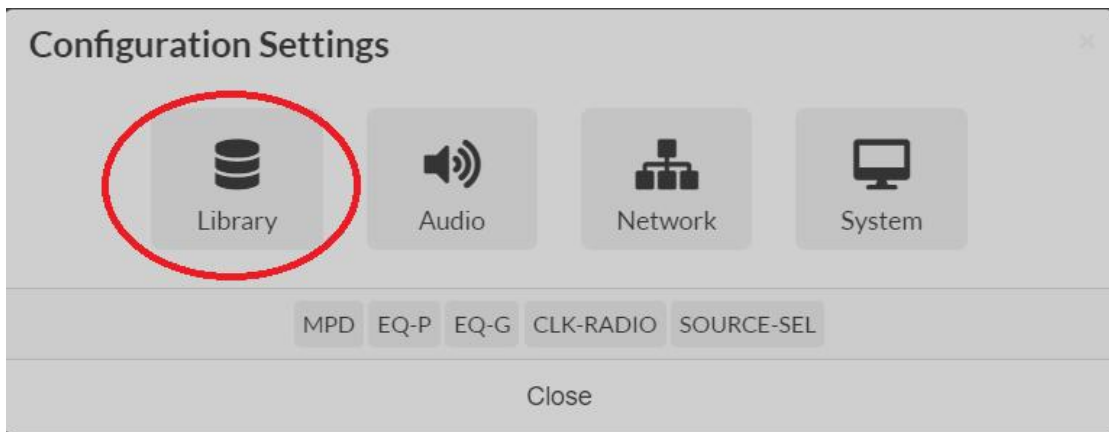 Configuration Settings ×
Library Audio Network System
MPD EQ-P EQ-G CLK-RADIO SOURCE-SEL
Close